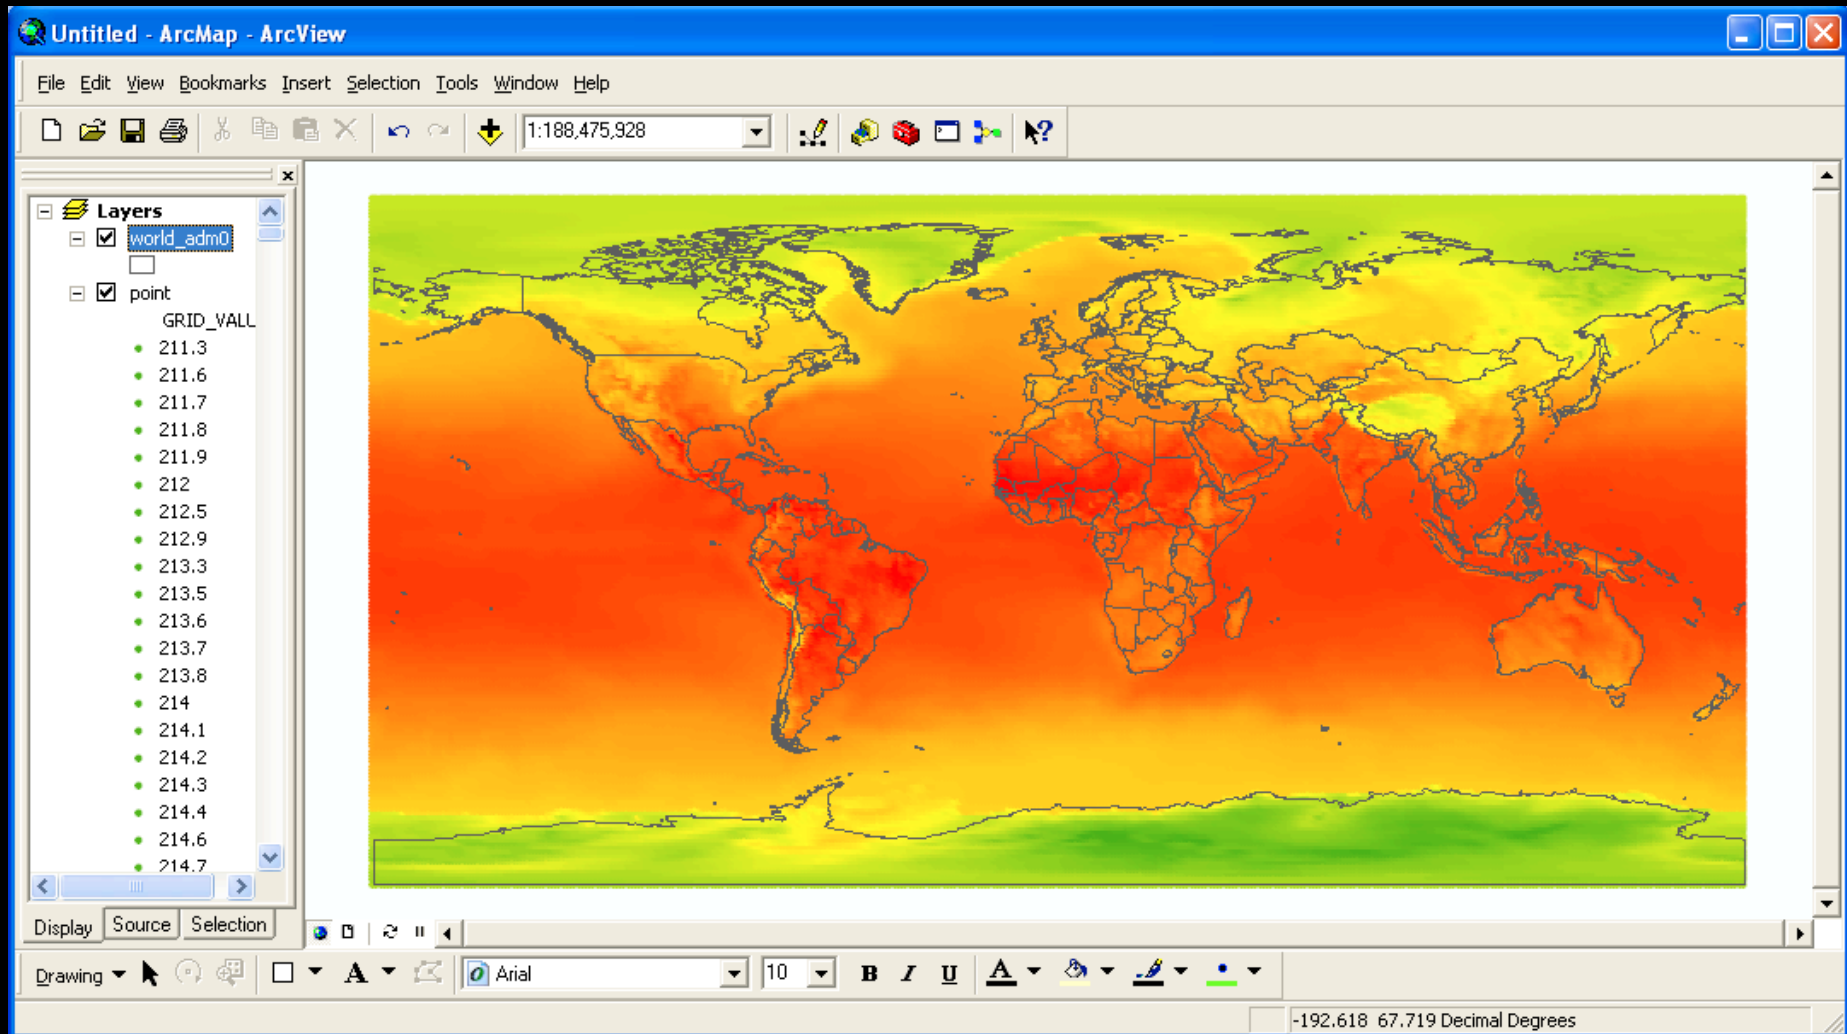 Untitled - ArcMap - ArcView
File Edit View Bookmarks Insert Selection Tools Window Help
1:188,475,928
Layers
world_adm0
point
GRID_VALU
211.3
211.6
211.7
211.8
211.9
212
212.5
212.9
213.3
213.5
213.6
213.7
213.8
214
214.1
214.2
214.3
214.4
214.6
214.7
Display Source Selection
Drawing A Arial 10 B I U A
-192.618 67.719 Decimal Degrees